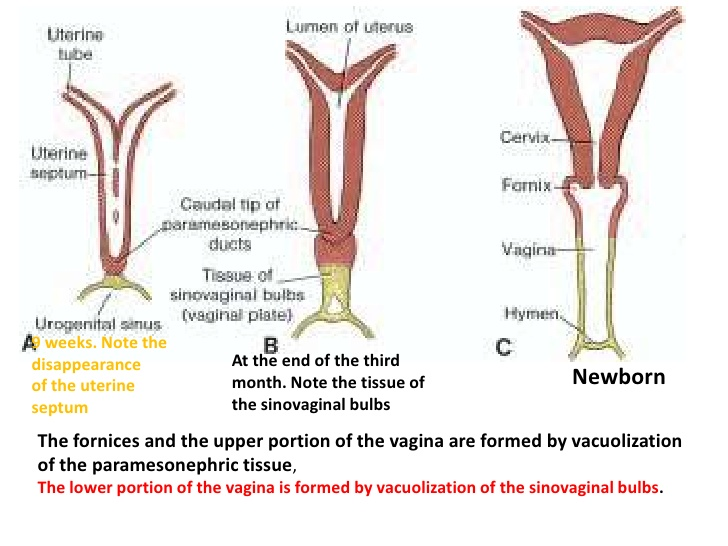 Uterine
tube
Lumen of uterus
Uterine
septum
Cervix
Fornix
Caudal tip of
paramesonephric
ducts
Vagina
Tissue of
sinovaginal bulbs
(vaginal plate)
Urogenital sinus
Hymen
A
9 weeks. Note the
disappearance
of the uterine
septum
B
At the end of the third
month. Note the tissue of
the sinovaginal bulbs
C
Newborn
The fornices and the upper portion of the vagina are formed by vacuolization
of the paramesonephric tissue,
The lower portion of the vagina is formed by vacuolization of the sinovaginal bulbs.